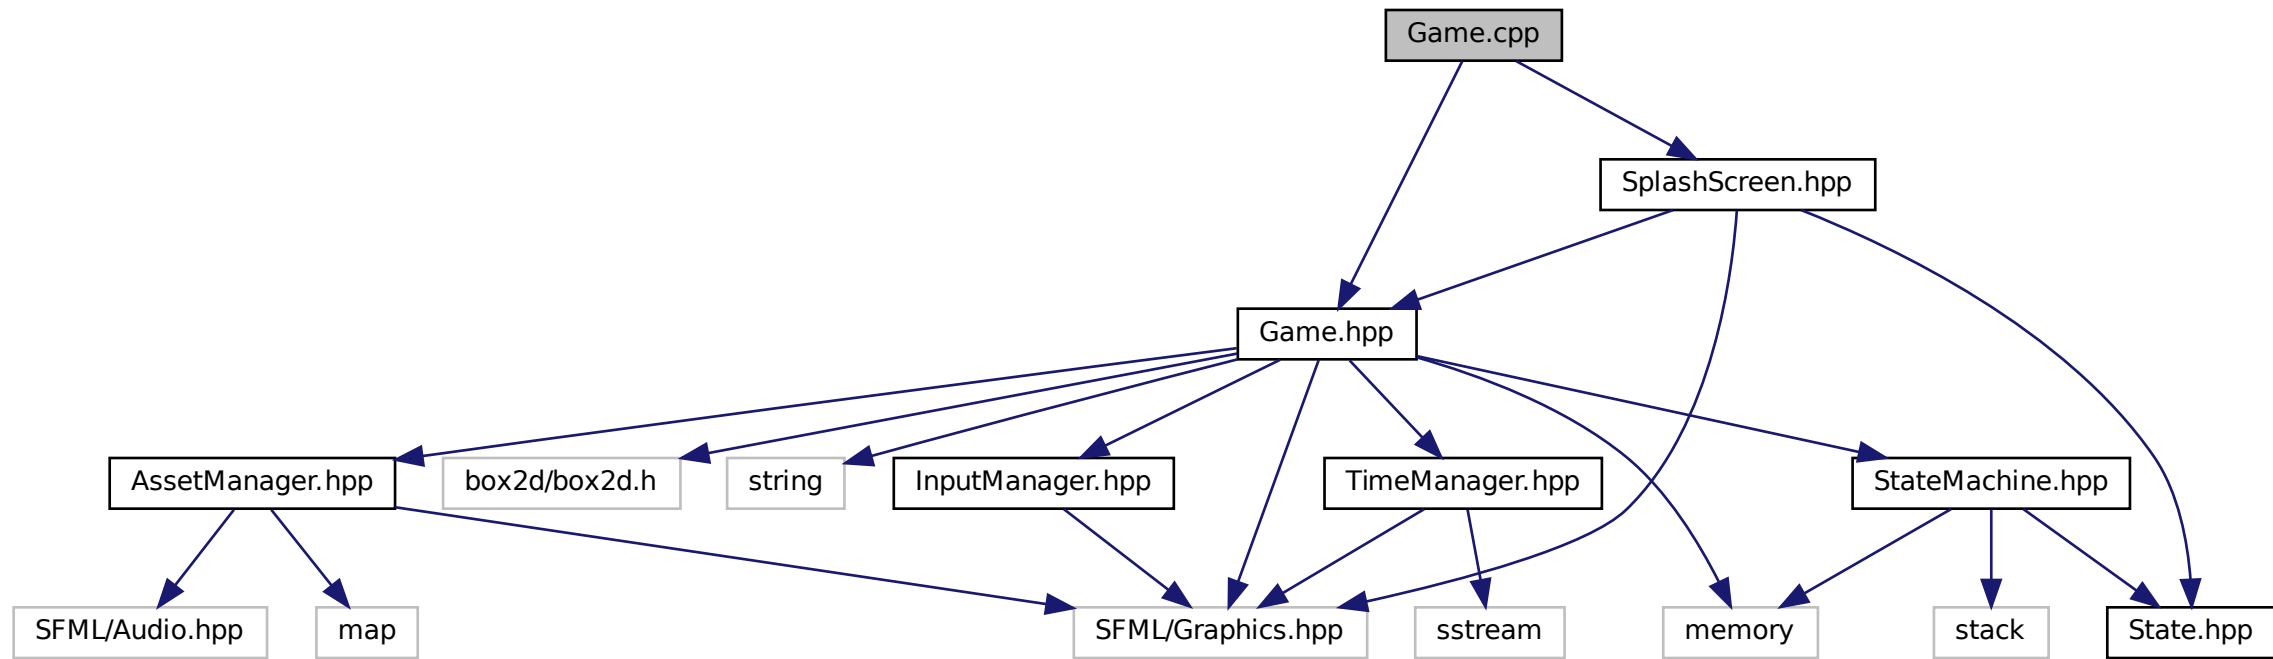 Game.cpp
SplashScreen.hpp
Game.hpp
AssetManager.hpp
box2d/box2d.h
string
InputManager.hpp
TimeManager.hpp
StateMachine.hpp
SFML/Audio.hpp
map
SFML/Graphics.hpp
sstream
memory
stack
State.hpp